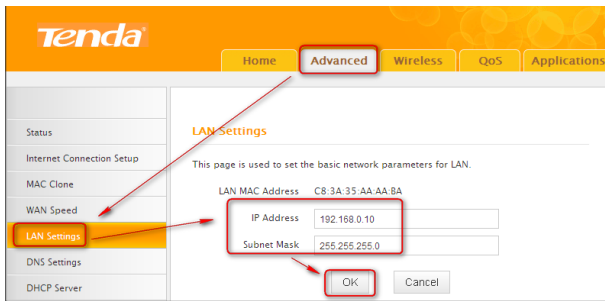 Tenda
Home Advanced Wireless QoS Applications
Status
Internet Connection Setup
MAC Clone
WAN Speed
LAN Settings
DNS Settings
DHCP Server
LAN Settings
This page is used to set the basic network parameters for LAN.
LAN MAC Address C8:3A:35:AA:AA:BA
IP Address 192.168.0.10
Subnet Mask 255.255.255.0
OK Cancel